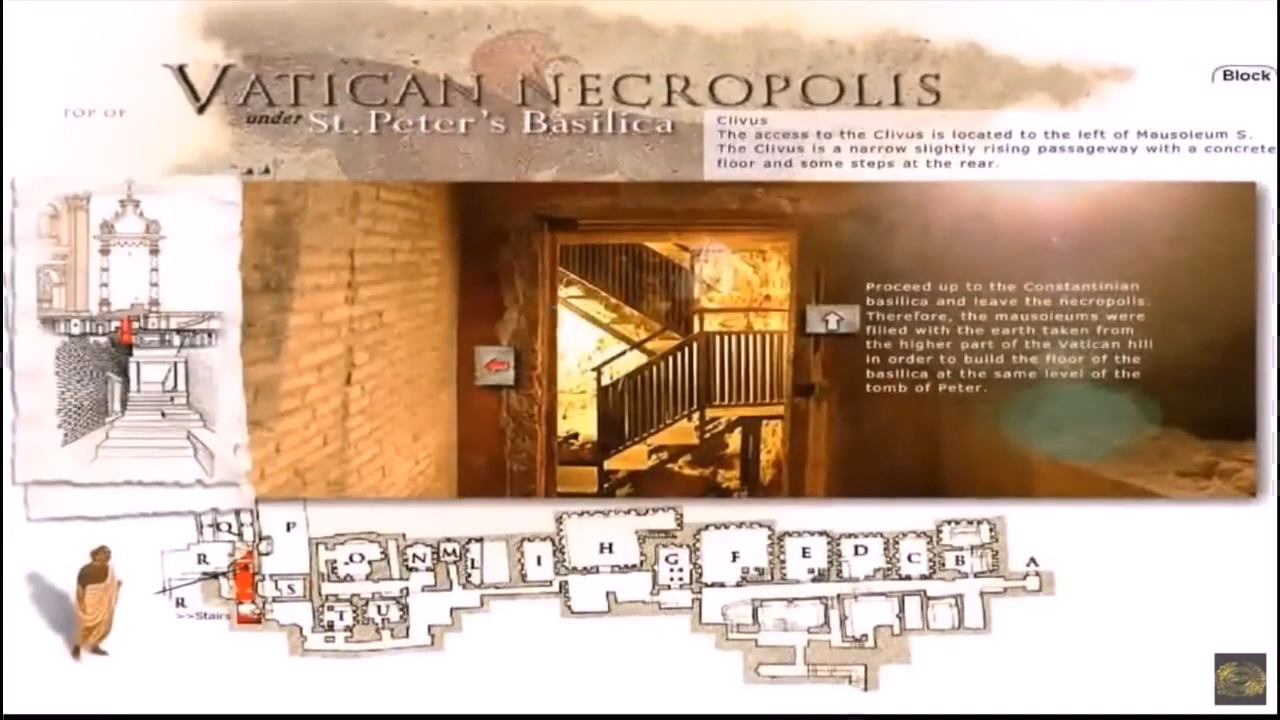 Block
TOP OF
VATICAN NECROPOLIS
under St. Peter's Basilica
Clivus
The access to the Clivus is located to the left of Mausoleum S.
The Clivus is a narrow slightly rising passageway with a concrete
floor and some steps at the rear.
Proceed up to the Constantinian
basilica and leave the necropolis.
Therefore, the mausoleums were
filled with the earth taken from
the higher part of the Vatican hill
in order to build the floor of the
basilica at the same level of the
tomb of Peter.
Q P
R O N M L I H G F E D C B A
S
R
>>Stairs T U